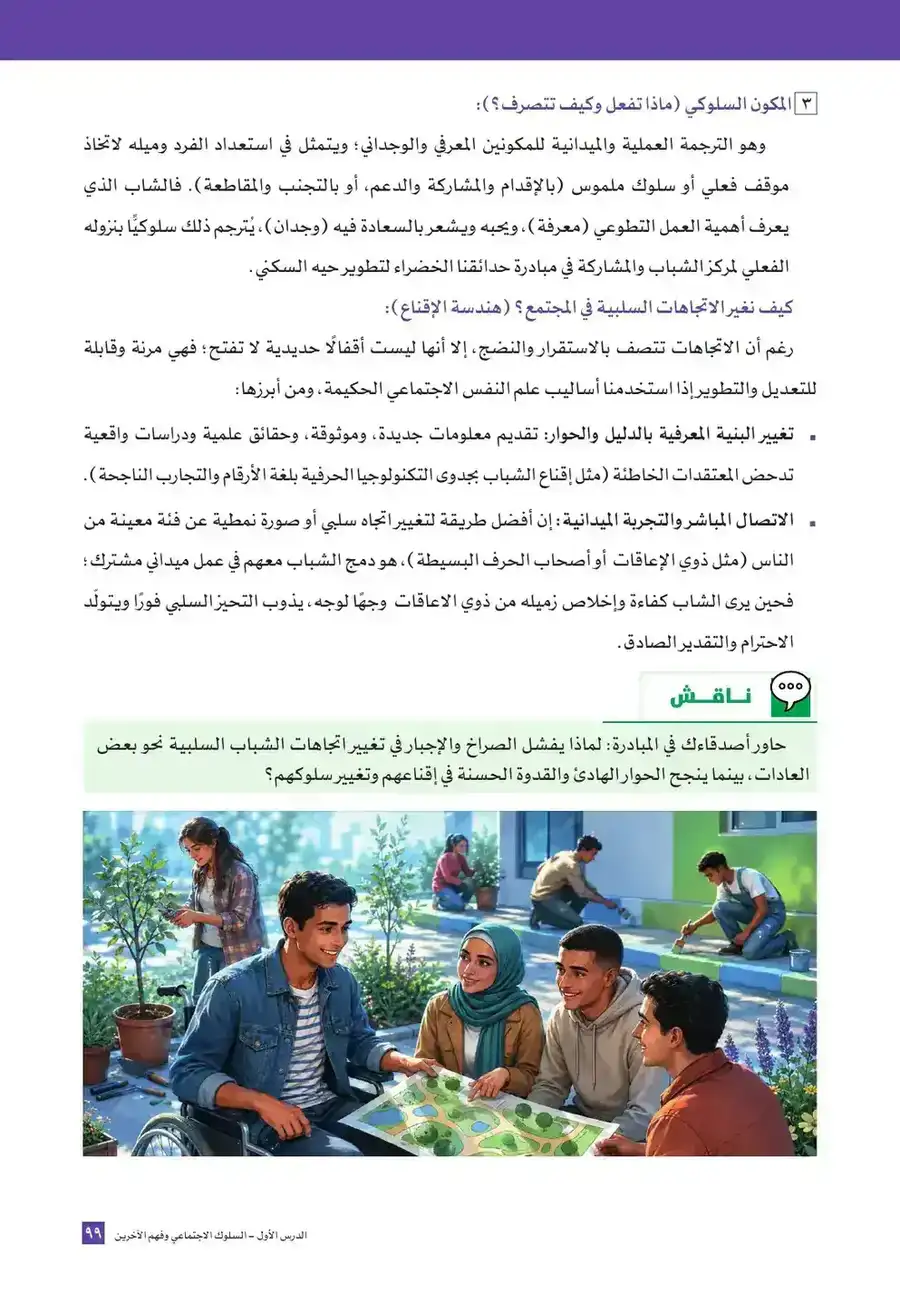 ٣ المكون السلوكي (ماذا تفعل وكيف تتصرف؟):
وهو الترجمة العملية والميدانية للمكونين المعرفي والوجداني؛ ويتمثل في استعداد الفرد وميله لاتخاذ
موقف فعلي أو سلوك ملموس (بالإقدام والمشاركة والدعم، أو بالتجنب والمقاطعة). فالشاب الذي
يعرف أهمية العمل التطوعي (معرفة)، ويحبه ويشعر بالسعادة فيه (وجدان)، يُترجم ذلك سلوكيًّا بنزوله
الفعلي لمركز الشباب والمشاركة في مبادرة حدائقنا الخضراء لتطوير حيه السكني.
كيف نغير الاتجاهات السلبية في المجتمع؟ (هندسة الإقناع):
رغم أن الاتجاهات تتصف بالاستقرار والنضج، إلا أنها ليست أقفالًا حديدية لا تفتح؛ فهي مرنة وقابلة
للتعديل والتطوير إذا استخدمنا أساليب علم النفس الاجتماعي الحكيمة، ومن أبرزها:
▪ تغيير البنية المعرفية بالدليل والحوار: تقديم معلومات جديدة، وموثوقة، وحقائق علمية ودراسات واقعية
تدحض المعتقدات الخاطئة (مثل إقناع الشباب بجدوى التكنولوجيا الحرفية بلغة الأرقام والتجارب الناجحة).
▪ الاتصال المباشر والتجربة الميدانية: إن أفضل طريقة لتغيير اتجاه سلبي أو صورة نمطية عن فئة معينة من
الناس (مثل ذوي الإعاقات أو أصحاب الحرف البسيطة)، هو دمج الشباب معهم في عمل ميداني مشترك؛
فحين يرى الشاب كفاءة وإخلاص زميله من ذوي الاعاقات وجهًا لوجه، يذوب التحيز السلبي فورًا ويتولّد
الاحترام والتقدير الصادق.
ناقش
حاور أصدقاءك في المبادرة: لماذا يفشل الصراخ والإجبار في تغيير اتجاهات الشباب السلبية نحو بعض
العادات، بينما ينجح الحوار الهادئ والقدوة الحسنة في إقناعهم وتغيير سلوكهم؟
الدرس الأول – السلوك الاجتماعي وفهم الآخرين ٩٩